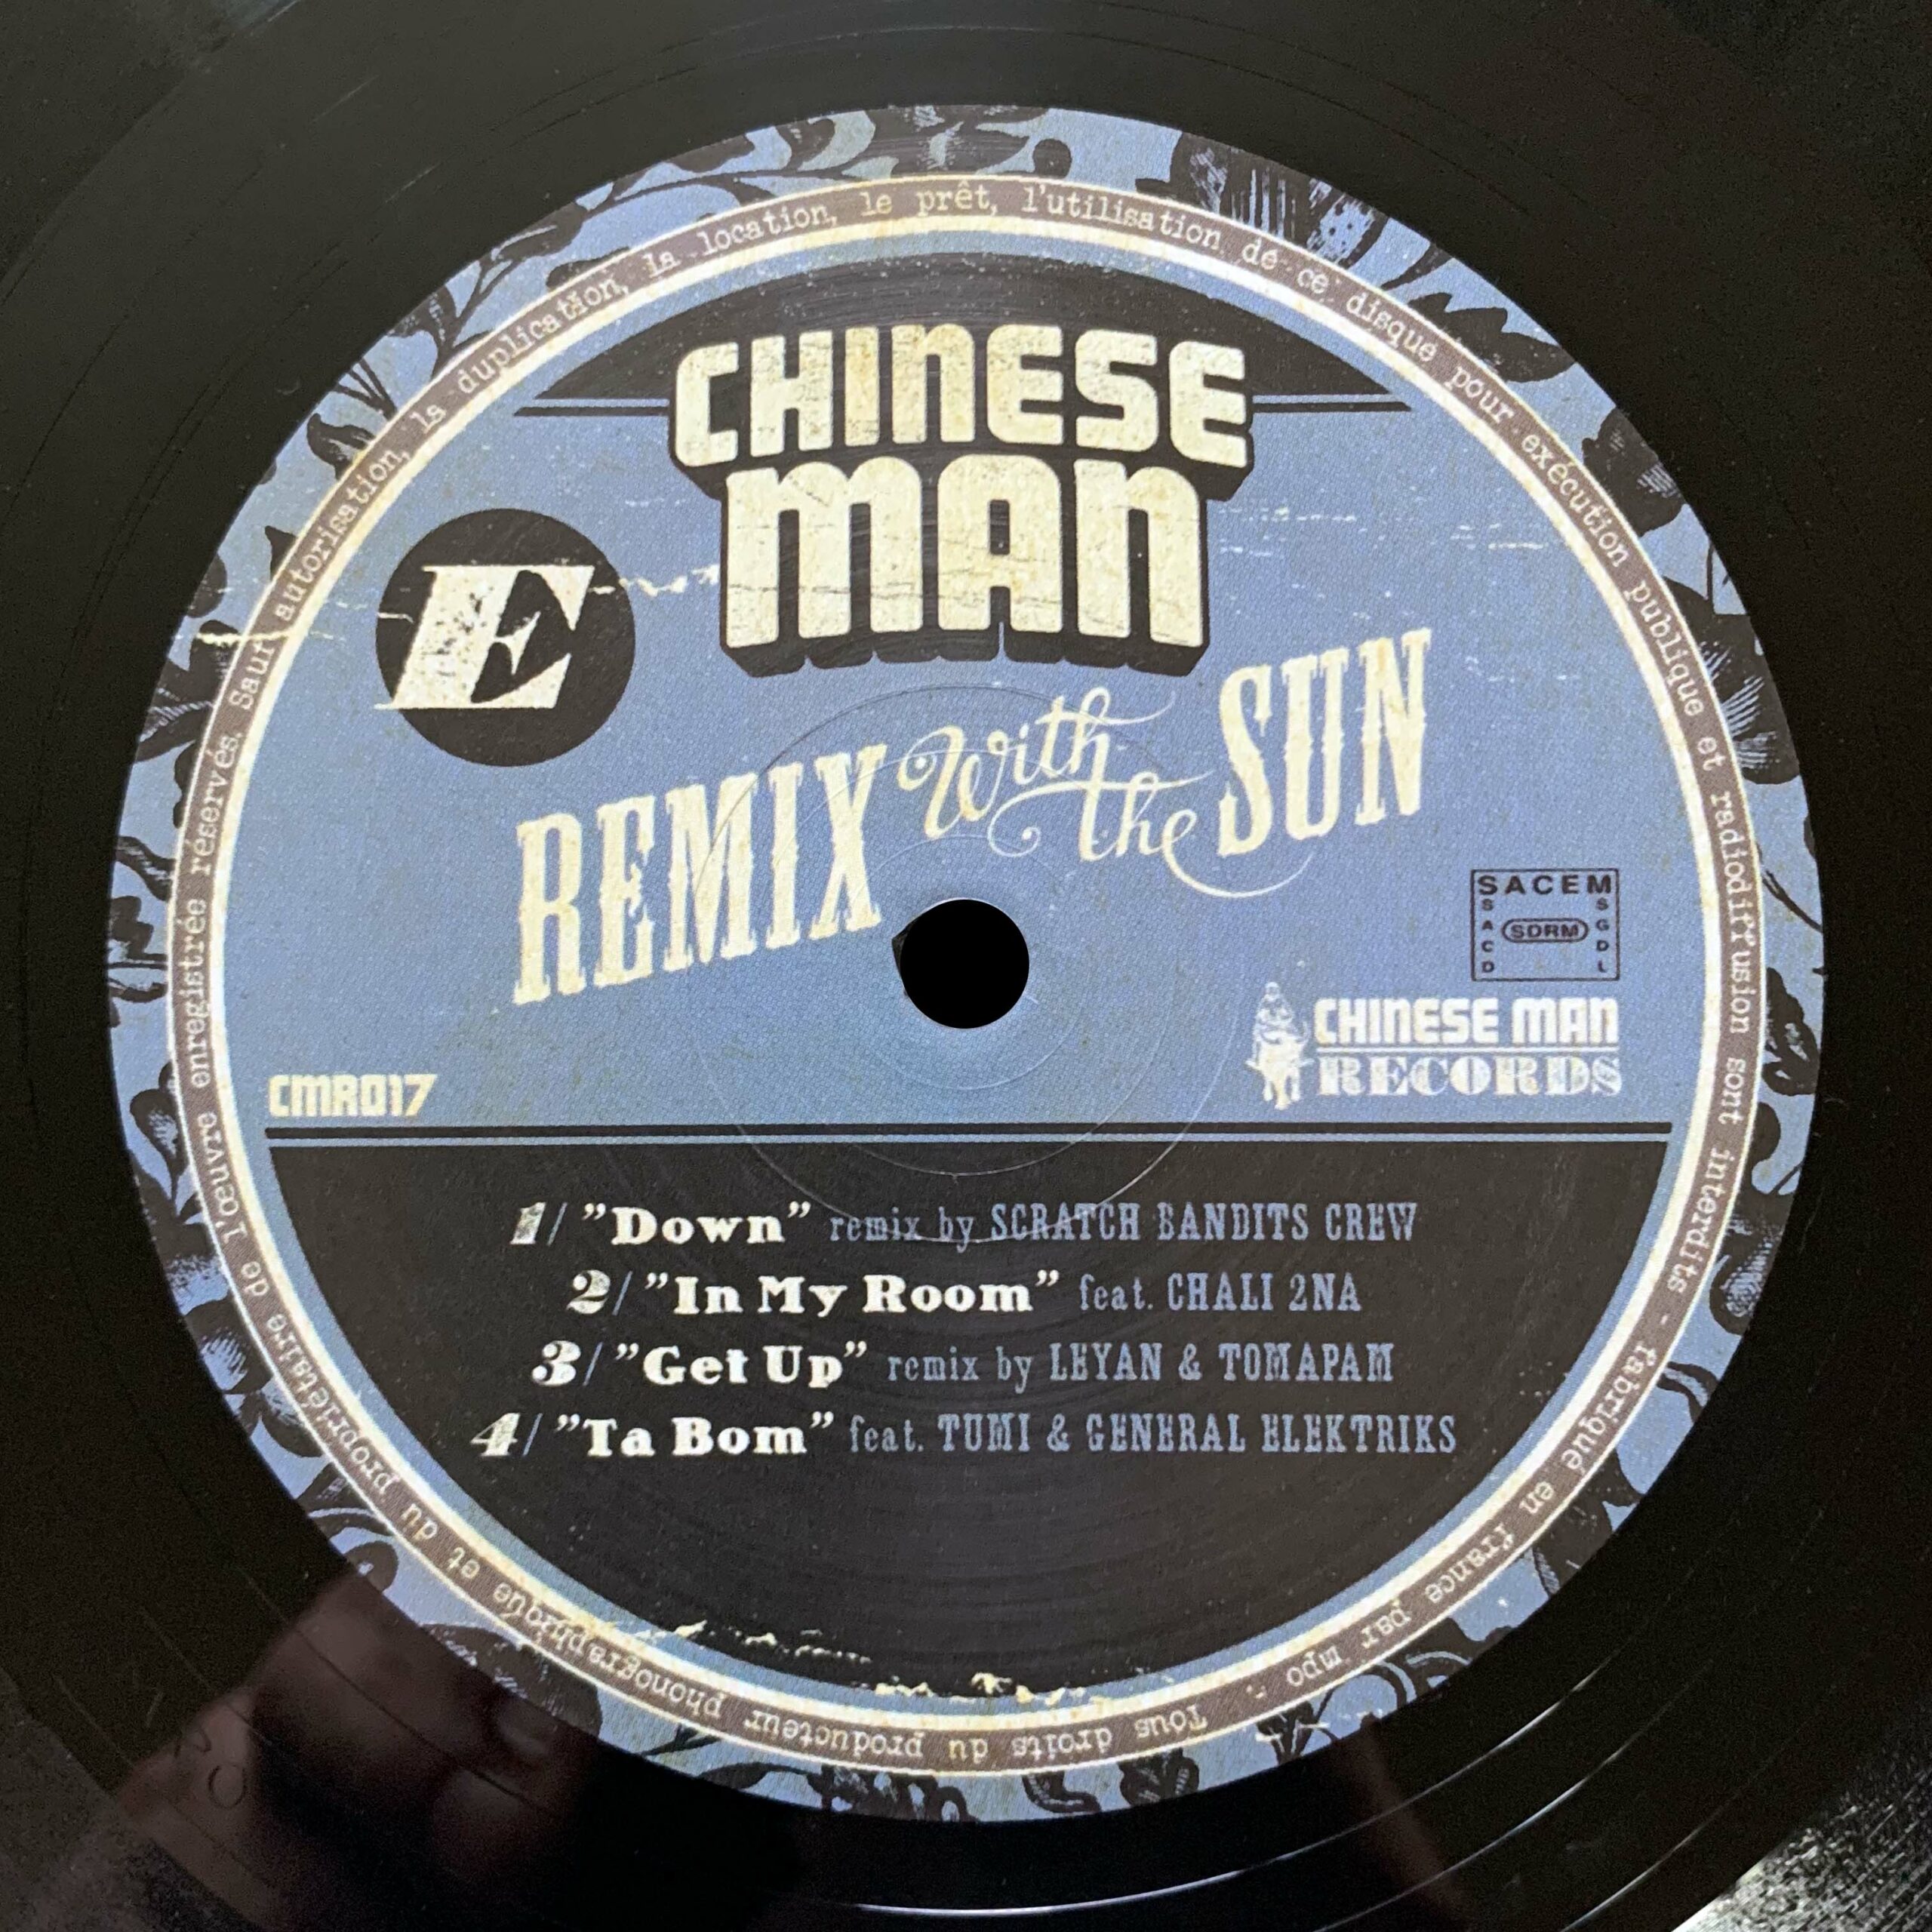 CHINESE
MAN
E
REMIX With the SUN
SACEM
SACD
SDRM
SGDL
CHINESE MAN
RECORDS
CMR017
1/ "Down" remix by SCRATCH BANDITS CREW
2/ "In My Room" feat. CHALI 2NA
3/ "Get Up" remix by LEYAN & TOMAPAM
4/ "Ta Bom" feat. TUMI & GENERAL ELEKTRIKS
Tous droits du producteur phonographique et du propriétaire de l'œuvre enregistrée réservés. Sauf autorisation, la duplication, la location, le prêt, l'utilisation de ce disque pour exécution publique et radiodiffusion sont interdits - fabriqué en france par mpo